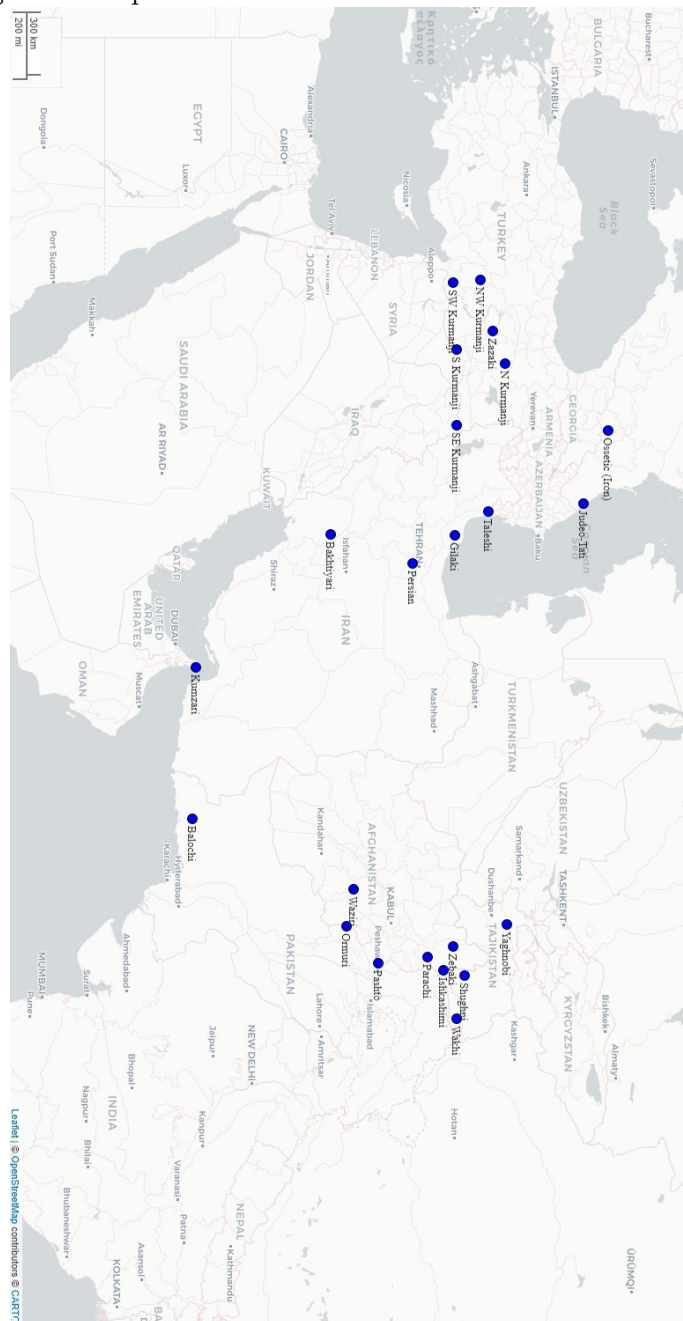 Bucharest
Sevastopol
Ossetic (Iron)
Almaty
ÜRÜMQI
BULGARIA
Black
Sea
GEORGIA
Judeo-Tati
Bishkek
ISTANBUL
ARMENIA
AZERBAIJAN
Baku
UZBEKISTAN
TASHKENT
KYRGYZSTAN
Ankara
TURKEY
Yerevan
TURKMENISTAN
Samarkand
Kashgar
N Kurmanji
Yaghnobi
Zazaki
Taleshi
Dushanbe
TAJIKISTAN
NW Kurmanji
Ashgabat
Shughni
SW Kurmanji
S Kurmanji
SE Kurmanji
Gilaki
Zebaki
Wakhi
Hotan
Κρητικό
πέλαγος
Nicosia
Aleppo
Mashhad
Ishkashimi
Parachi
TEHRAN
Persian
SYRIA
KABUL
Peshaw
Pashto
Islamabad
LEBANON
IRAQ
Isfahan
IRAN
AFGHANISTAN
Waziri
Ormuri
Alexandria
Tel Aviv
JORDAN
Bakhtiyari
Kandahar
Lahore
Amritsar
CAIRO
KUWAIT
Shiraz
PAKISTAN
NEW DELHI
NEPAL
Kathmandu
EGYPT
Luxor
SAUDI ARABIA
AR RIYAD
QATAR
DUBAI
UNITED
ARAB
EMIRATES
Kumzari
Balochi
Hyderabad
Karachi
Jaipur
Kanpur
Varanasi
Patna
Makkah
OMAN
Muscat
Ahmedabad
Bhopal
INDIA
Asansol
BA
Dongola
Port Sudan
MUMBAI
Surat
Pune
Nagpur
Bhilai
Bhubaneshwar
KOLKATA
300 km
200 mi
Leaflet | © OpenStreetMap contributors © CARTO